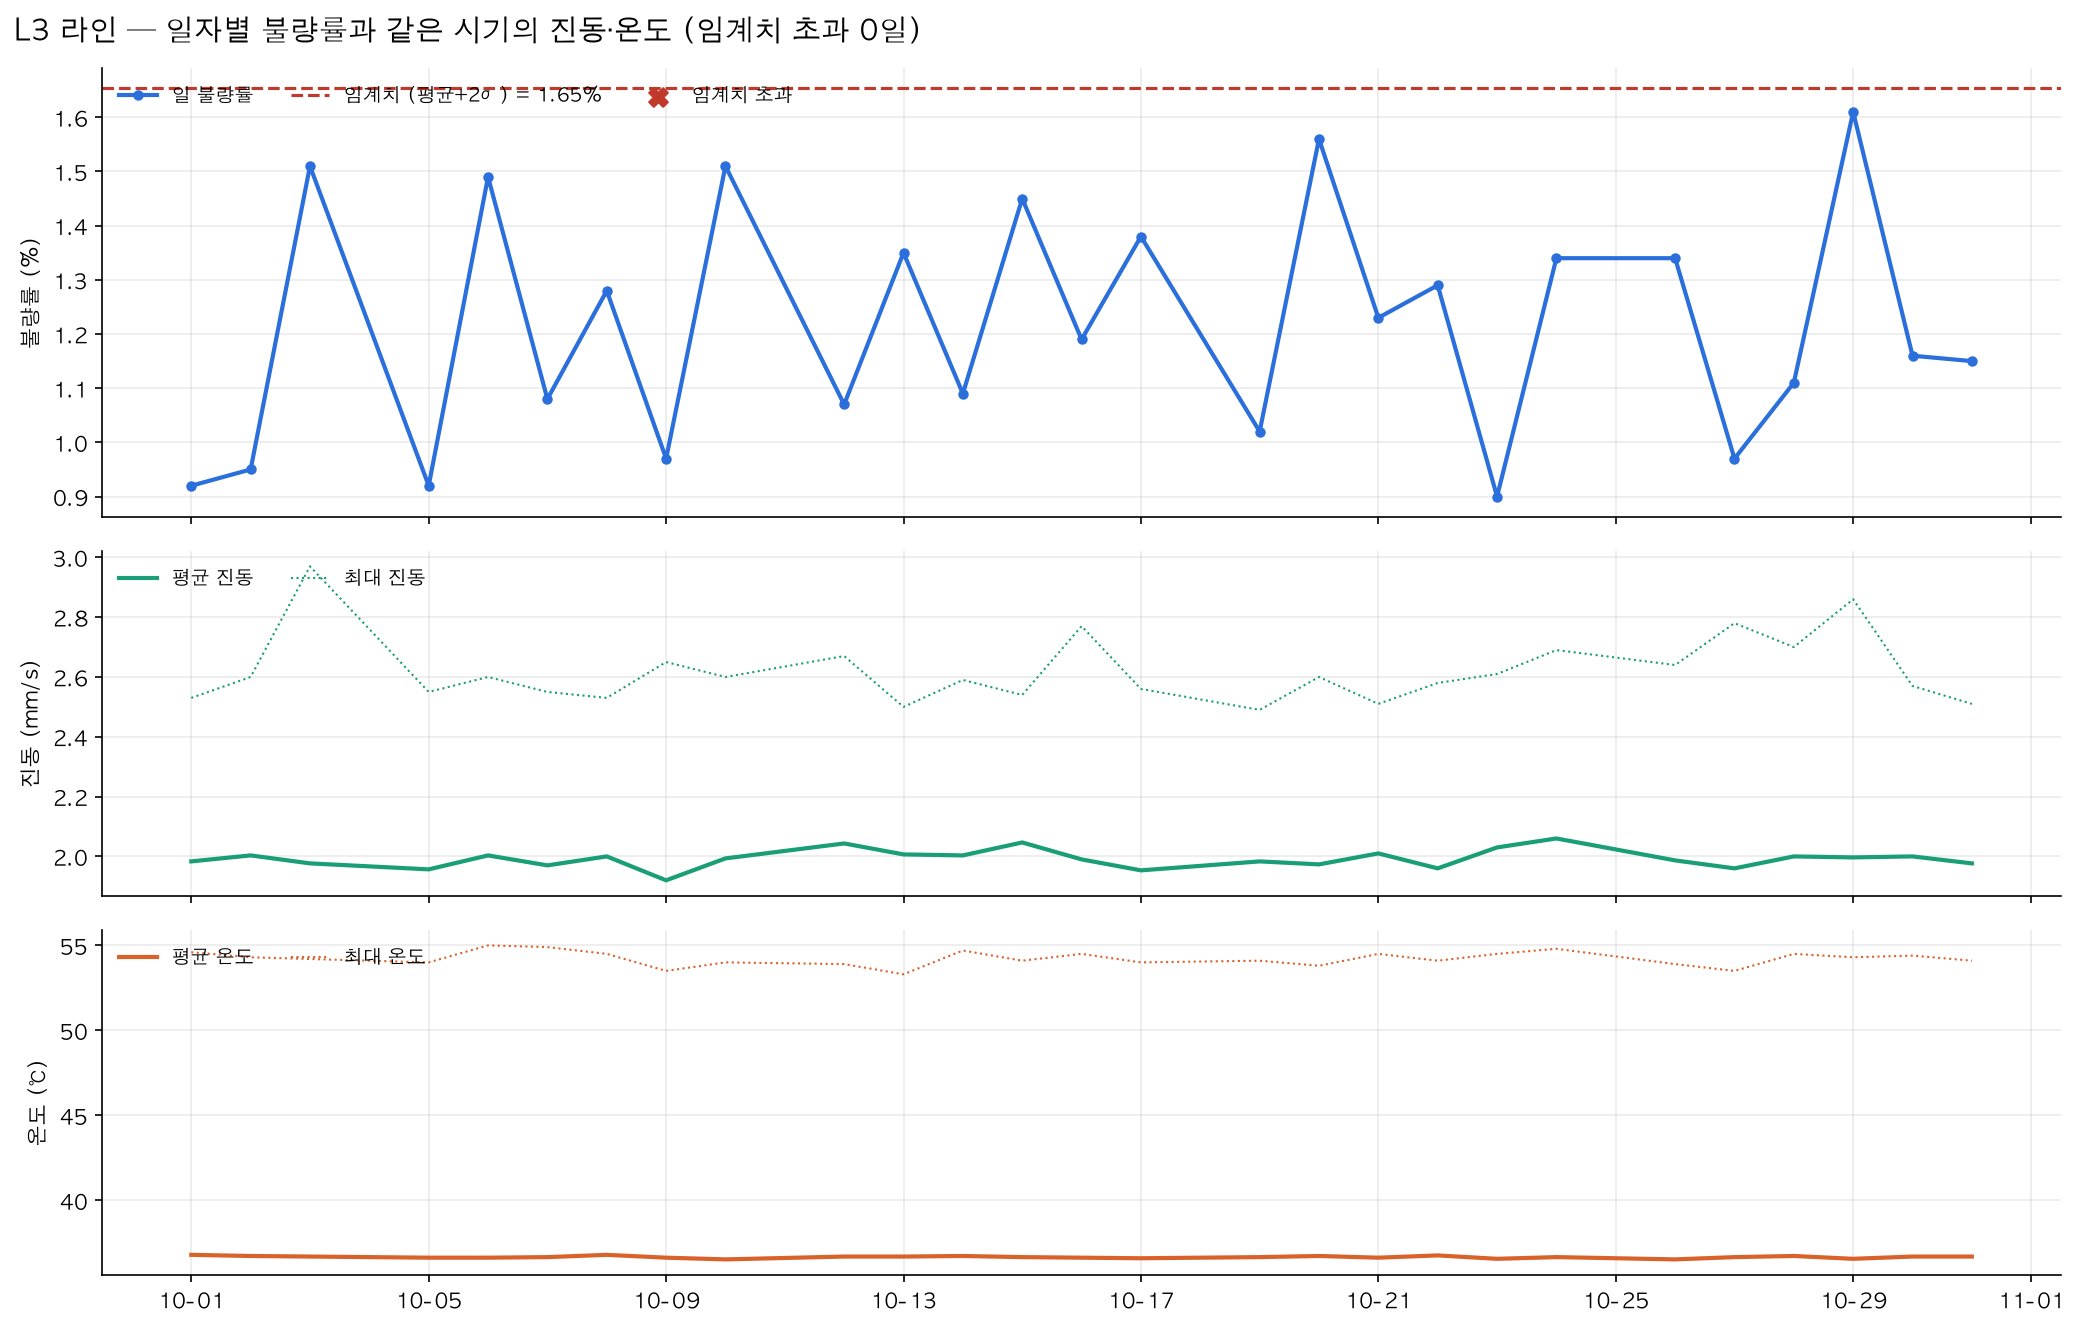 L3 라인 — 일자별 불량률과 같은 시기의 진동·온도 (임계치 초과 0일)
일 불량률 임계치 (평균+2σ) = 1.65% 임계치 초과
불량률 (%)
1.6
1.5
1.4
1.3
1.2
1.1
1.0
0.9
평균 진동 최대 진동
진동 (mm/s)
3.0
2.8
2.6
2.4
2.2
2.0
평균 온도 최대 온도
온도 (℃)
55
50
45
40
10-01 10-05 10-09 10-13 10-17 10-21 10-25 10-29 11-01